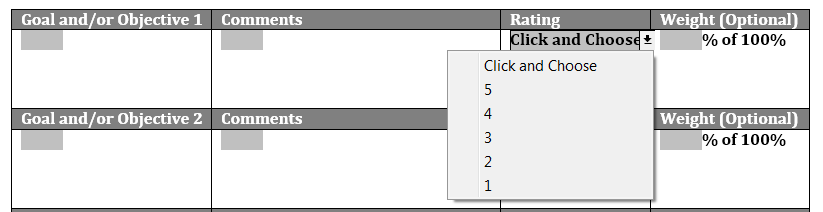 Goal and/or Objective 1 Comments Rating Weight (Optional)
Click and Choose % of 100%
Click and Choose
5
4
3
2
1
Goal and/or Objective 2 Comments Weight (Optional)
% of 100%